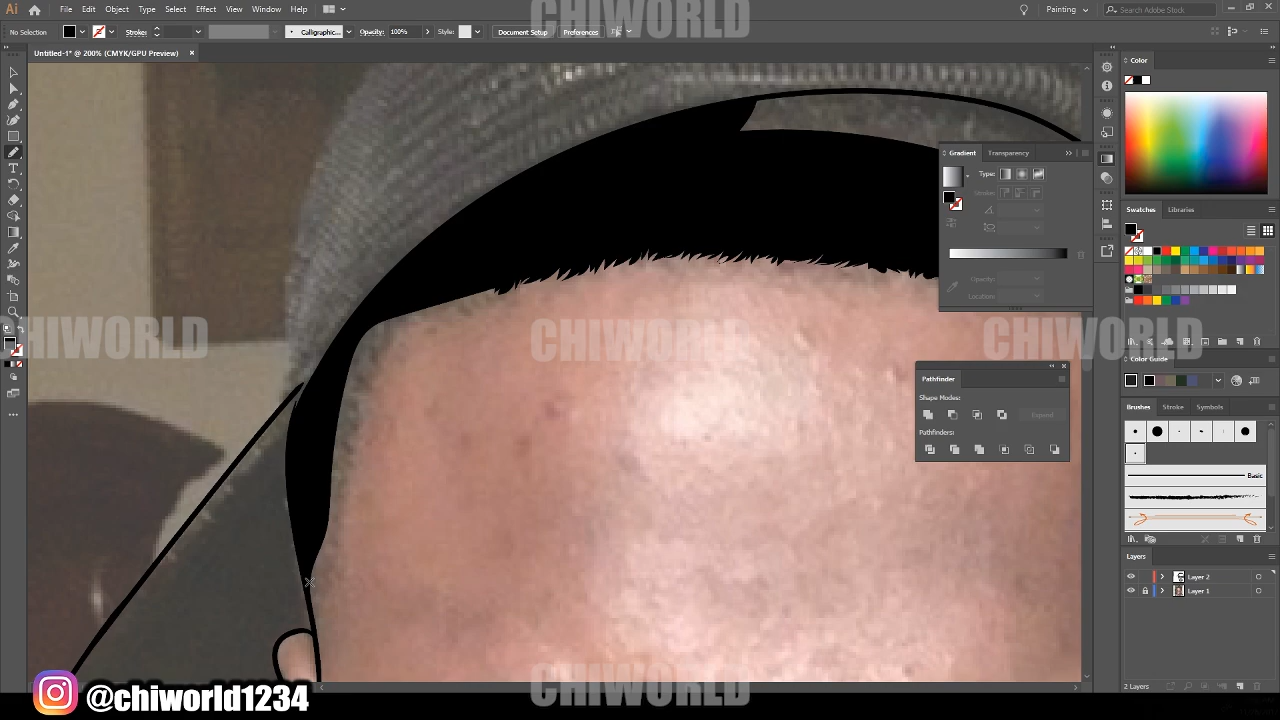 CHIWORLD
Ai File Edit Object Type Select Effect View Window Help Painting Search Adobe Stock
No Selection Stroke: Calligraphic... Opacity: 100% Style: Document Setup Preferences
Untitled-1* @ 200% (CMYK/GPU Preview)
Color
Gradient Transparency
Type:
Stroke:
Swatches Libraries
Opacity:
Location:
CHIWORLD CHIWORLD CHIWORLD
Color Guide
Pathfinder
Shape Modes:
Expand
Pathfinders:
Brushes Stroke Symbols
Basic
Layers
Layer 2
Layer 1
CHIWORLD
2 Layers
@chiworld1234